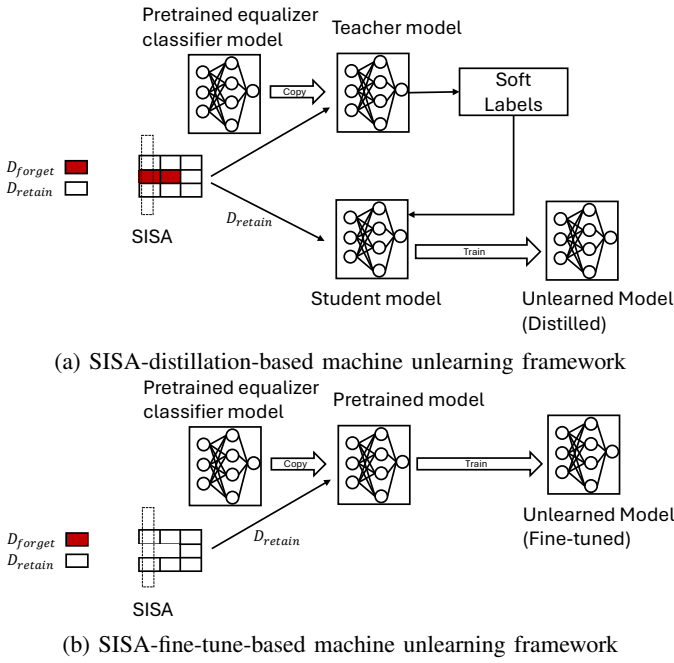 Pretrained equalizer
classifier model
Teacher model
Copy
Soft
Labels
D_forget
D_retain
SISA
D_retain
Train
Student model
Unlearned Model
(Distilled)
(a) SISA-distillation-based machine unlearning framework
Pretrained equalizer
classifier model
Pretrained model
Copy
Train
Unlearned Model
(Fine-tuned)
D_forget
D_retain
D_retain
SISA
(b) SISA-fine-tune-based machine unlearning framework